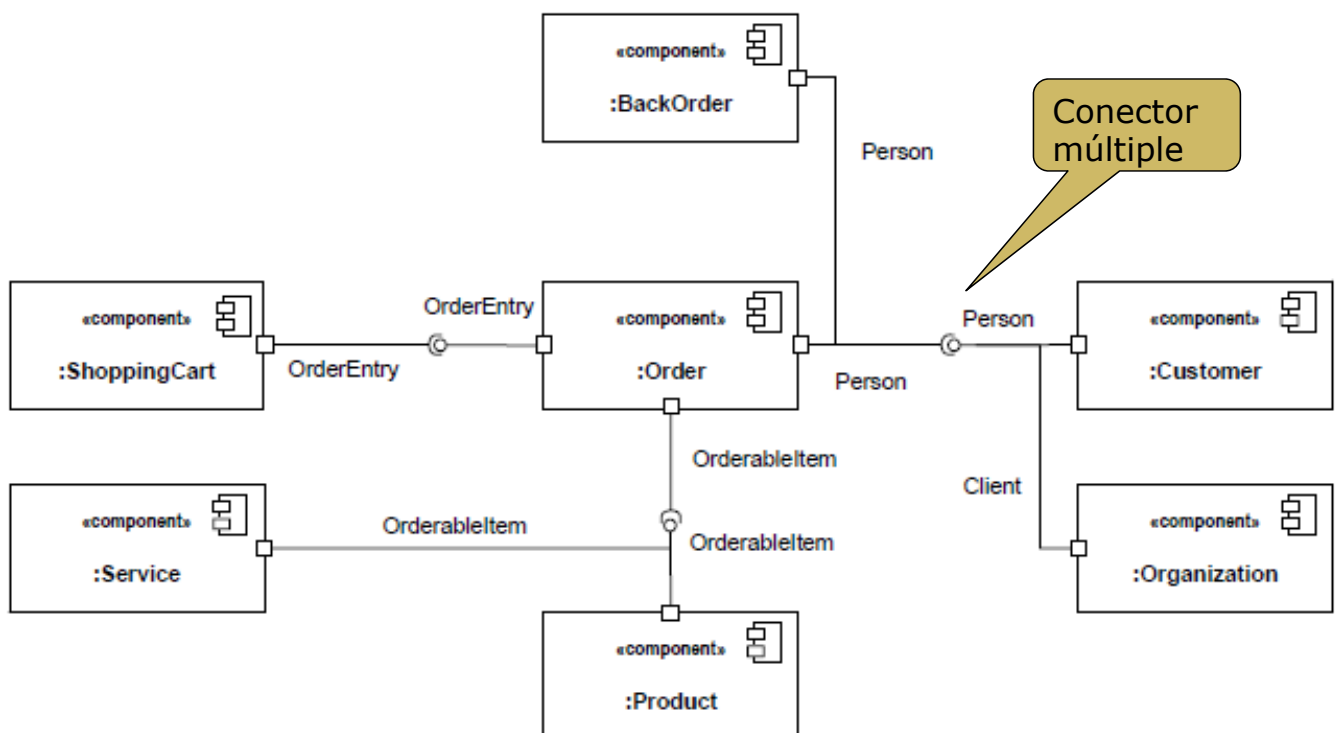 «component»
:BackOrder
Conector
múltiple
Person
«component»
:ShoppingCart
OrderEntry
OrderEntry
«component»
:Order
Person
Person
«component»
:Customer
OrderableItem
OrderableItem
«component»
:Service
OrderableItem
Client
«component»
:Organization
«component»
:Product